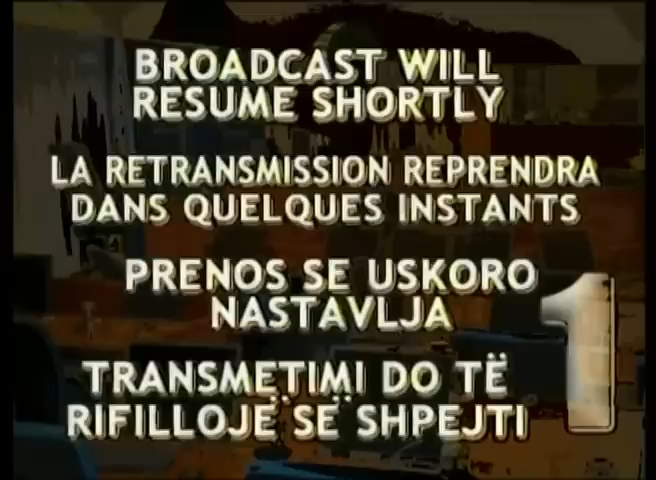 BROADCAST WILL
RESUME SHORTLY
LA RETRANSMISSION REPRENDRA
DANS QUELQUES INSTANTS
PRENOS SE USKORO
NASTAVLJA
1
TRANSMETIMI DO TË
RIFILLOJË SË SHPEJTI